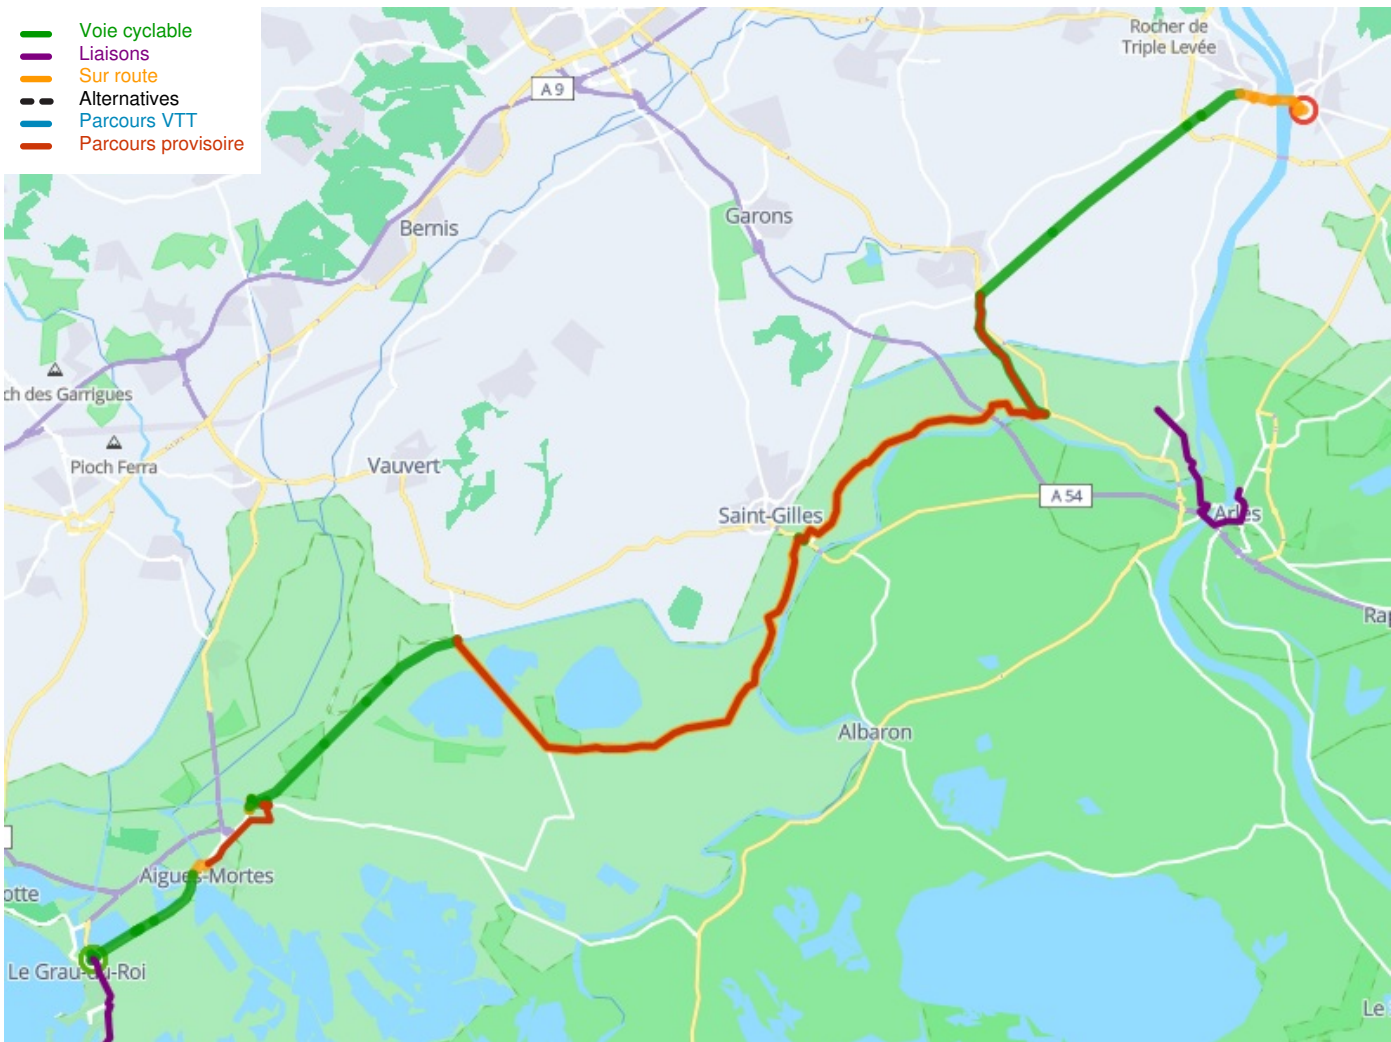 Voie cyclable
Liaisons
Sur route
Alternatives
Parcours VTT
Parcours provisoire
Rocher de
Triple Levée
A 9
Garons
Bernis
ch des Garrigues
Pioch Ferra
Vauvert
A 54
Saint-Gilles
Arles
Rap
Albaron
Aigues-Mortes
otte
Le Grau-du-Roi
Le